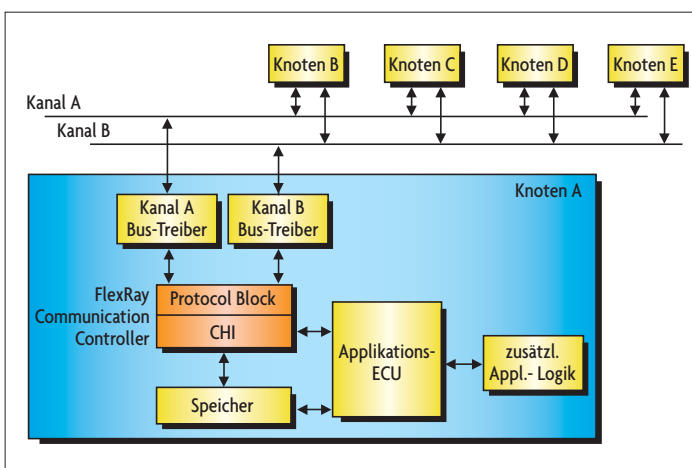 Knoten B
Knoten C
Knoten D
Knoten E
Kanal A
Kanal B
Knoten A
Kanal A
Bus-Treiber
Kanal B
Bus-Treiber
FlexRay
Communication
Controller
Protocol Block
CHI
Applikations-
ECU
zusätzl.
Appl.- Logik
Speicher